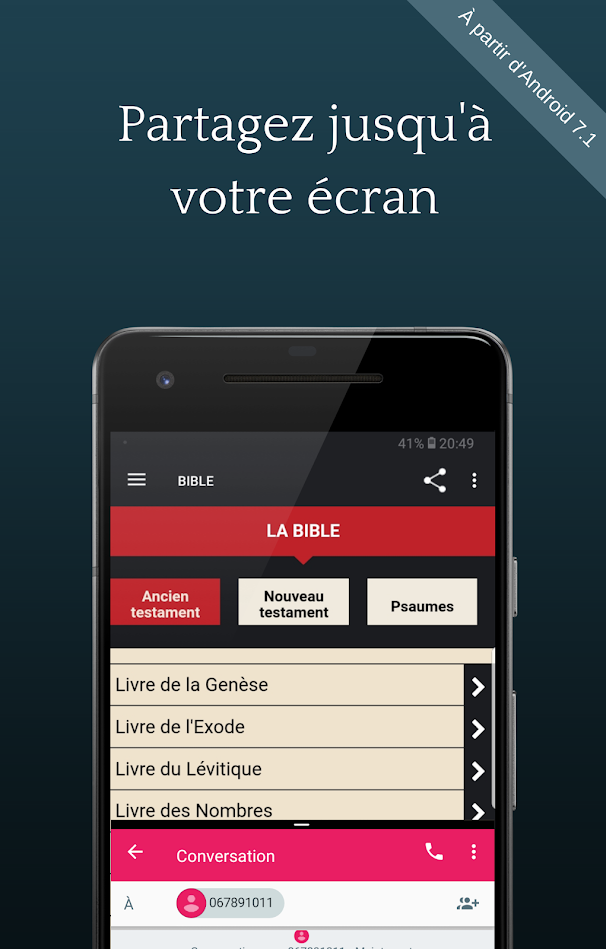 À partir d'Android 7.1
Partagez jusqu'à
votre écran
41% 20:49
BIBLE
LA BIBLE
Ancien
testament
Nouveau
testament
Psaumes
Livre de la Genèse
Livre de l'Exode
Livre du Lévitique
Livre des Nombres
Conversation
À 067891011